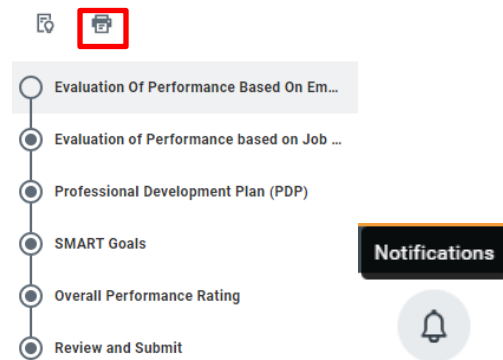 Evaluation Of Performance Based On Em...
Evaluation of Performance based on Job ...
Professional Development Plan (PDP)
SMART Goals
Notifications
Overall Performance Rating
Review and Submit